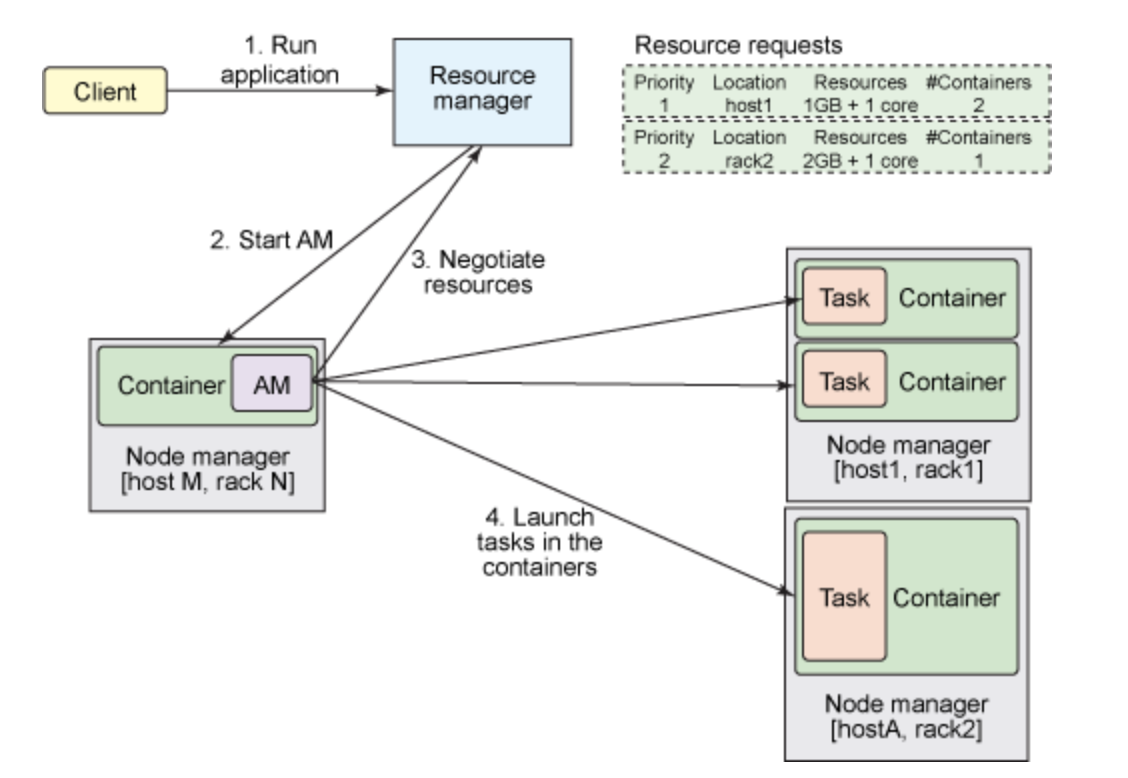 1. Run
application
Client
Resource
manager
Resource requests
Priority Location Resources #Containers
1 host1 1GB + 1 core 2
Priority Location Resources #Containers
2 rack2 2GB + 1 core 1
2. Start AM
3. Negotiate
resources
Container AM
Node manager
[host M, rack N]
Task Container
Task Container
Node manager
[host1, rack1]
4. Launch
tasks in the
containers
Task Container
Node manager
[hostA, rack2]